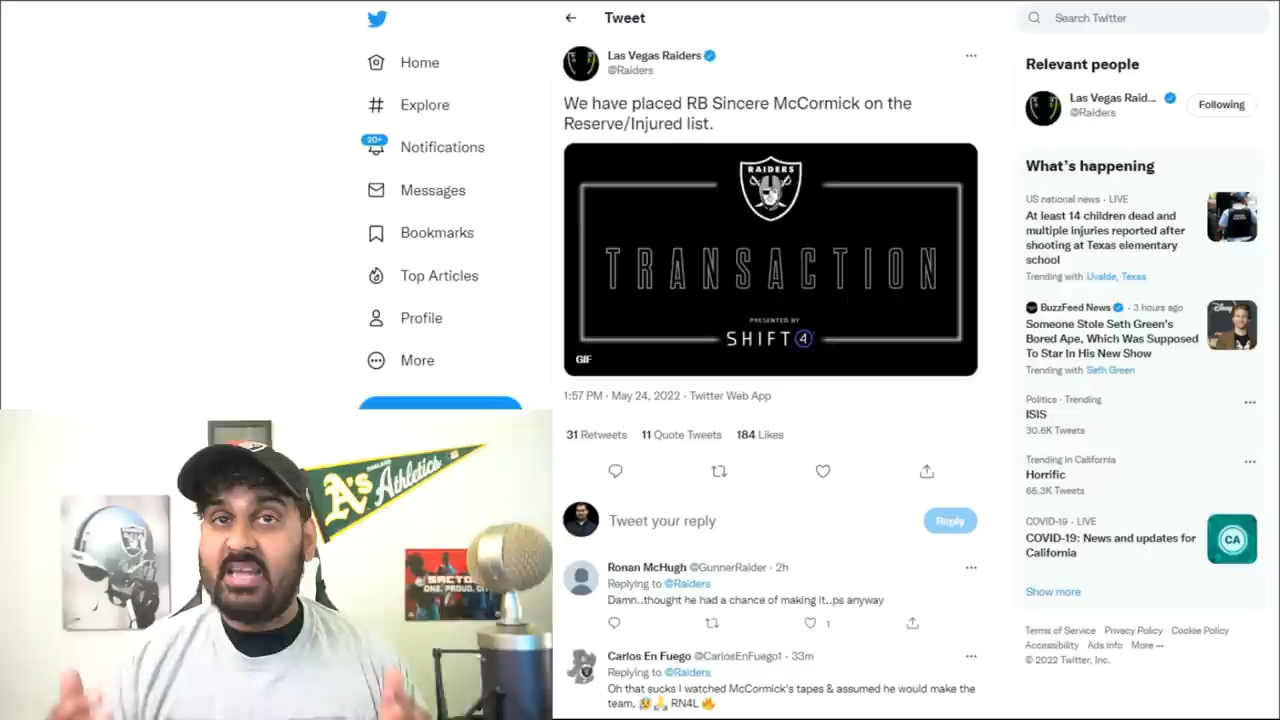 Home
Explore
20+
Notifications
Messages
Bookmarks
Top Articles
Profile
More
Tweet
Las Vegas Raiders
@Raiders
We have placed RB Sincere McCormick on the
Reserve/Injured list.
RAIDERS
TRANSACTION
PRESENTED BY
SHIFT 4
GIF
1:57 PM · May 24, 2022 · Twitter Web App
31 Retweets 11 Quote Tweets 184 Likes
Tweet your reply
Reply
Ronan McHugh @GunnerRaider · 2h
Replying to @Raiders
Damn..thought he had a chance of making it..ps anyway
1
Carlos En Fuego @CarlosEnFuego1 · 33m
Replying to @Raiders
Oh that sucks I watched McCormick's tapes & assumed he would make the
team. 😥🙏 RN4L 🔥
Search Twitter
Relevant people
Las Vegas Raid...
@Raiders
Following
What's happening
US national news · LIVE
At least 14 children dead and
multiple injuries reported after
shooting at Texas elementary
school
Trending with Uvalde, Texas
BuzzFeed News · 3 hours ago
Someone Stole Seth Green's
Bored Ape, Which Was Supposed
To Star In His New Show
Trending with Seth Green
Disney
Politics · Trending
ISIS
30.6K Tweets
Trending in California
Horrific
65.3K Tweets
COVID-19 · LIVE
COVID-19: News and updates for
California
CA
Show more
Terms of Service Privacy Policy Cookie Policy
Accessibility Ads info More ···
© 2022 Twitter, Inc.
OAKLAND
A's Athletics
SACTO
ONE. PROUD.